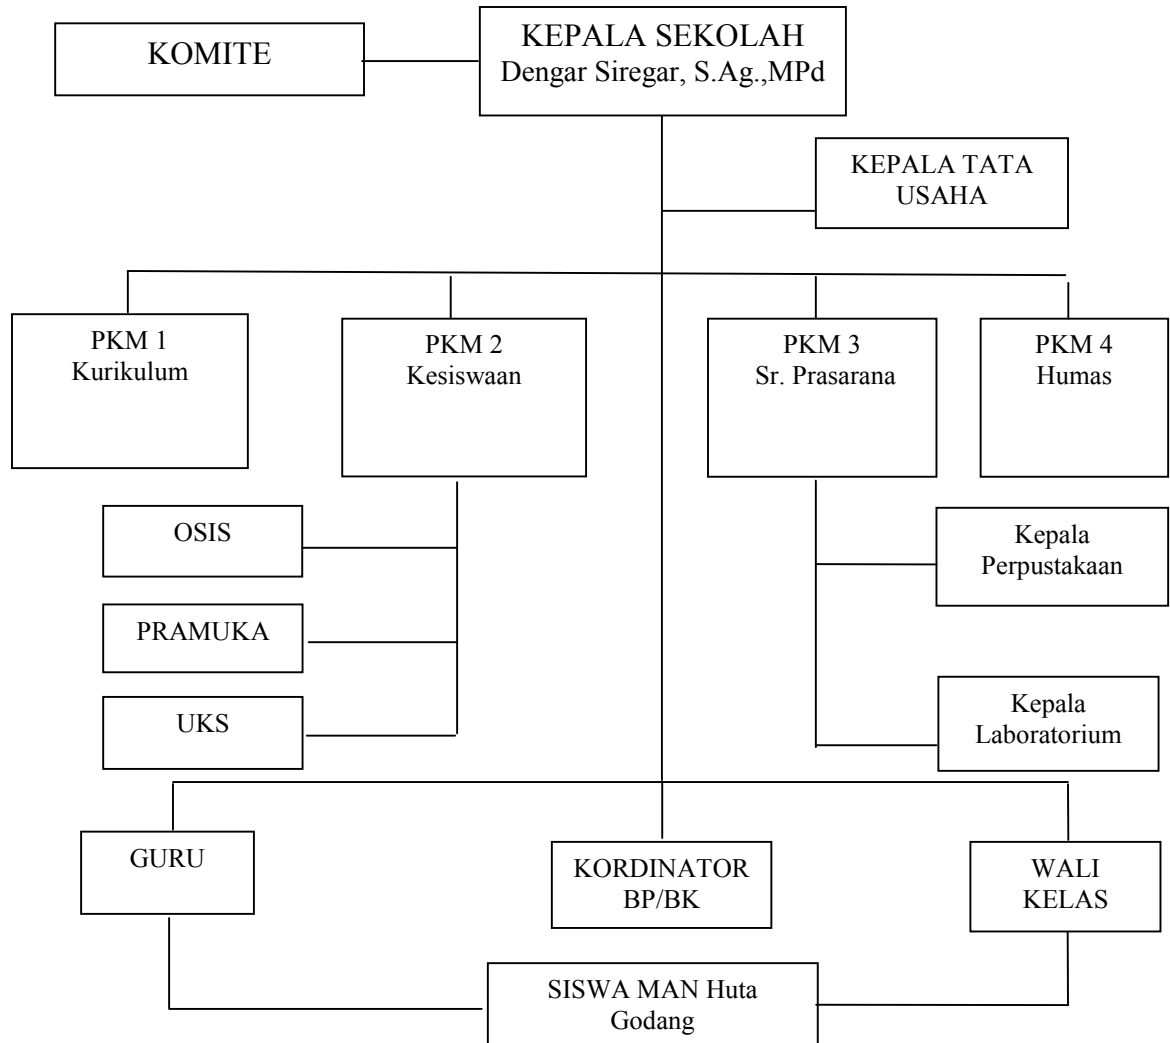 KOMITE
KEPALA SEKOLAH
Dengar Siregar, S.Ag.,MPd
KEPALA TATA
USAHA
PKM 1
Kurikulum
PKM 2
Kesiswaan
PKM 3
Sr. Prasarana
PKM 4
Humas
OSIS
PRAMUKA
UKS
Kepala
Perpustakaan
Kepala
Laboratorium
GURU
KORDINATOR
BP/BK
WALI
KELAS
SISWA MAN Huta
Godang